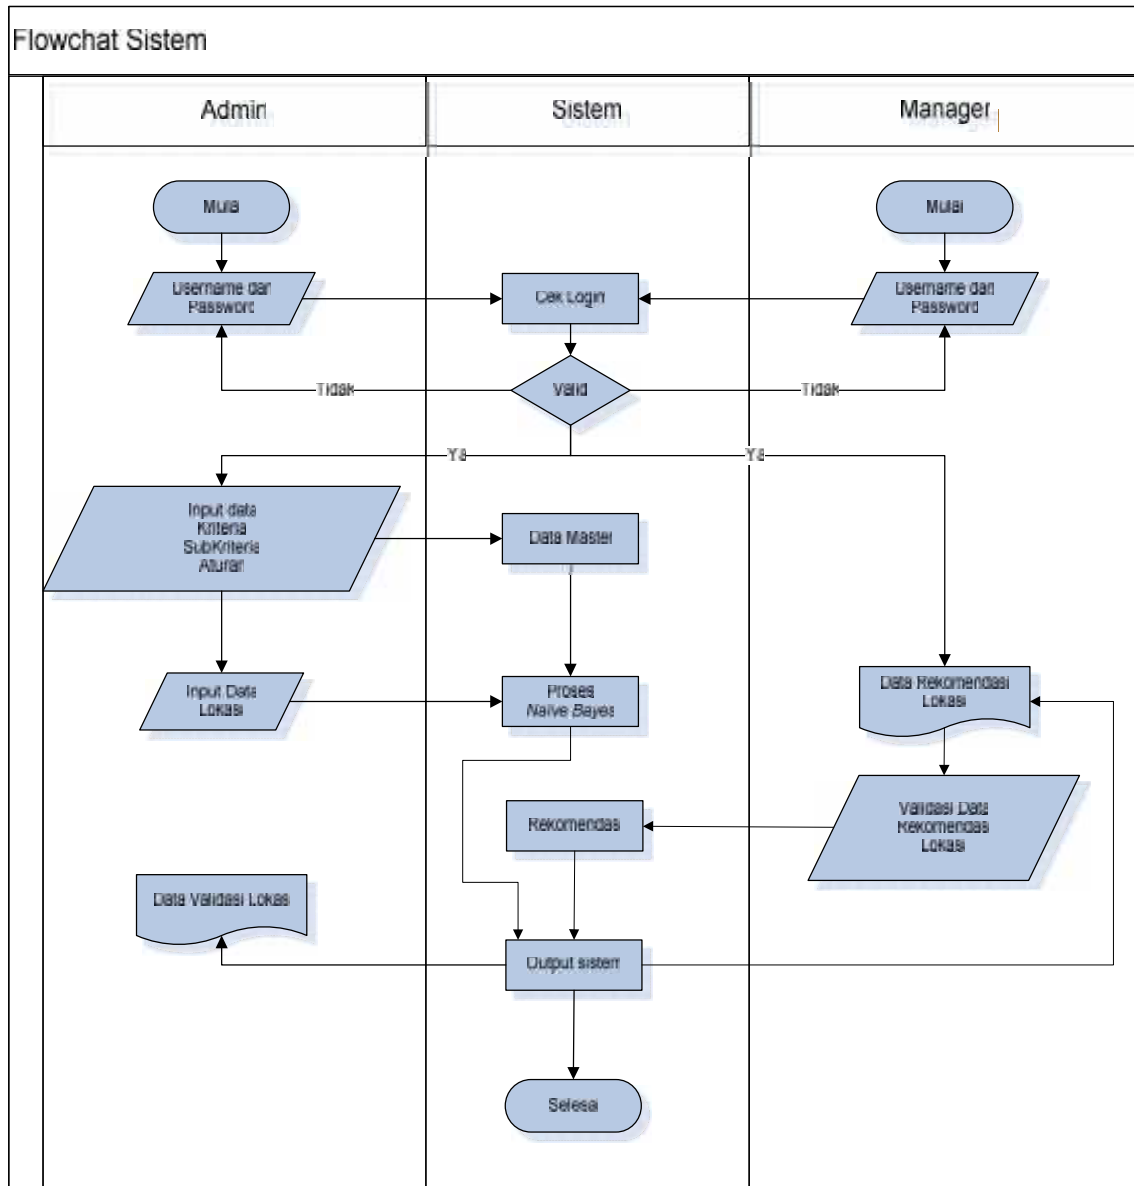 Flowchat Sistem
Admin
Sistem
Manager
Mulai
Mulai
Username dan
Password
Cek Login
Username dan
Password
Tidak
Valid
Tidak
Ya
Ya
Input data
Kriteria
SubKriteria
Aturan
Data Master
Input Data
Lokasi
Proses
Naive Bayes
Data Rekomendasi
Lokasi
Rekomendasi
Validasi Data
Rekomendasi
Lokasi
Data Validasi Lokasi
Output sistem
Selesai